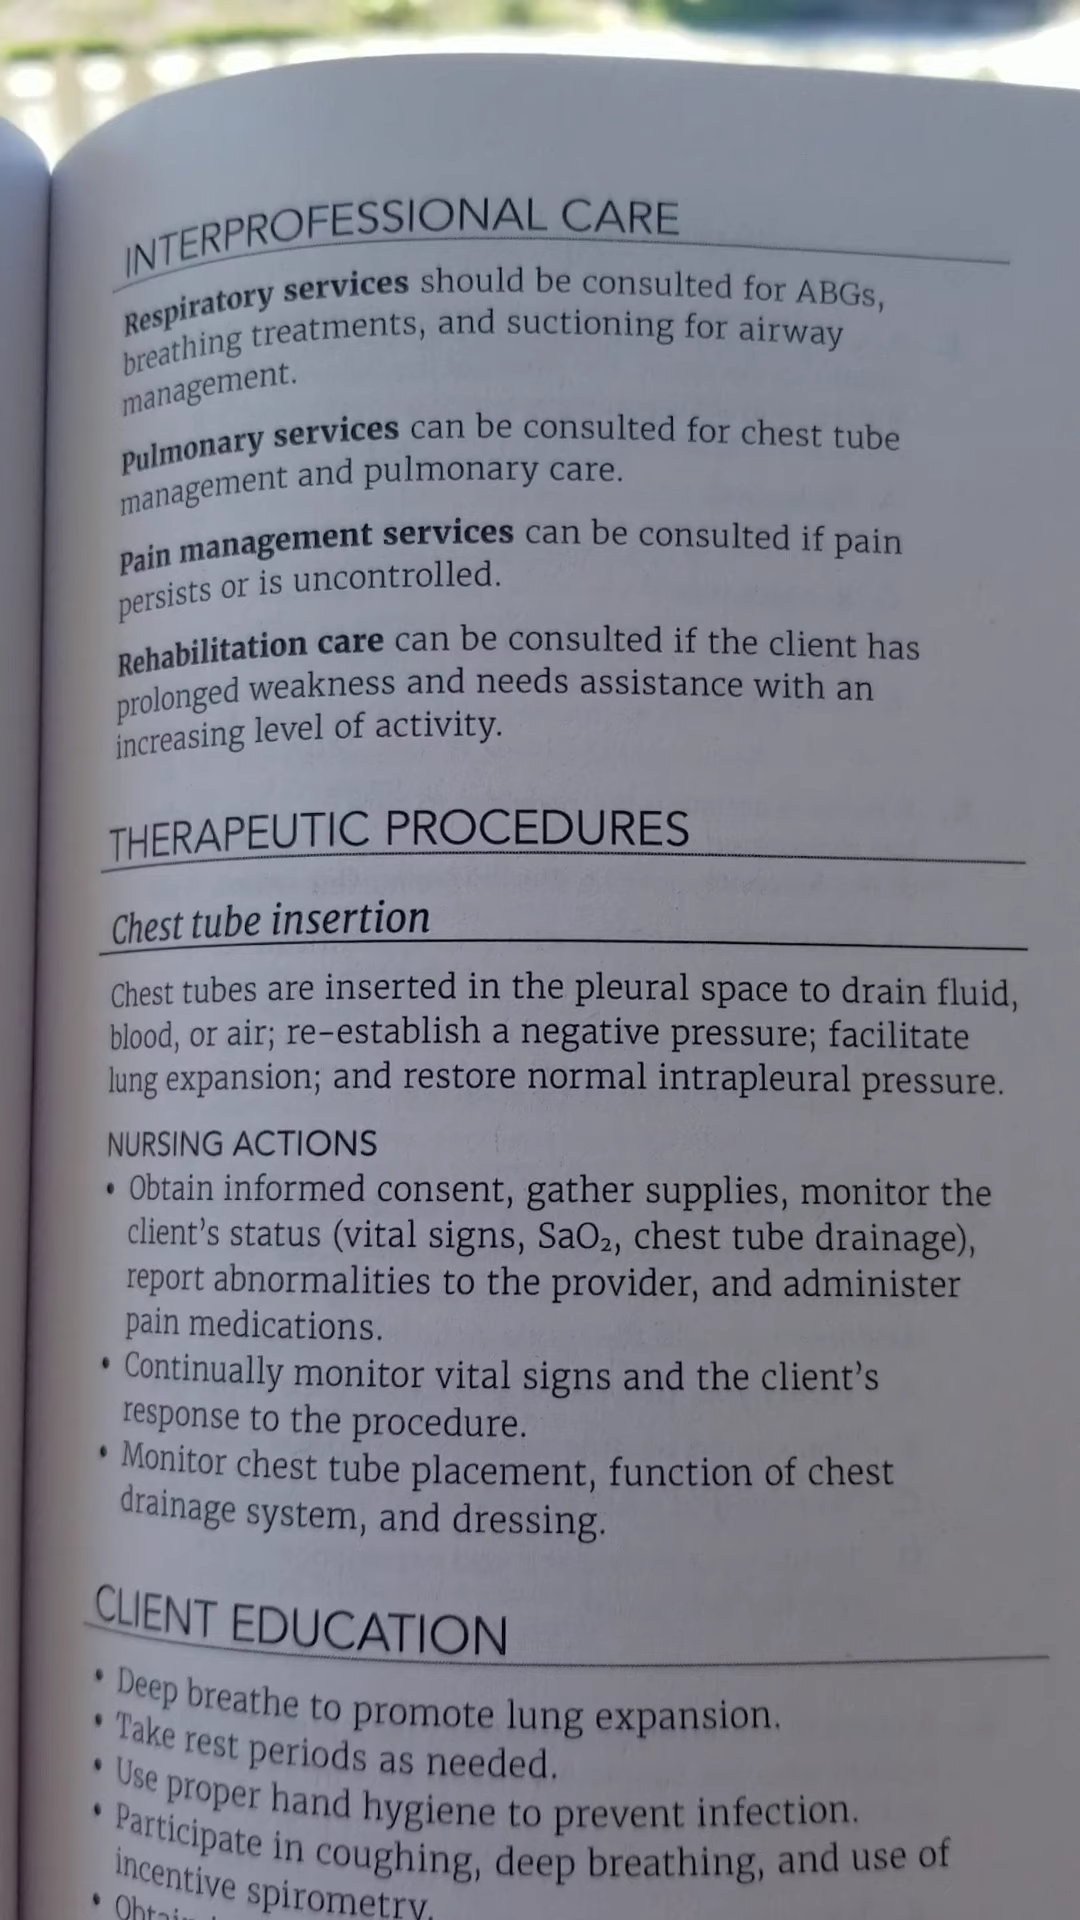 INTERPROFESSIONAL CARE
Respiratory services should be consulted for ABGs,
breathing treatments, and suctioning for airway
management.
Pulmonary services can be consulted for chest tube
management and pulmonary care.
Pain management services can be consulted if pain
persists or is uncontrolled.
Rehabilitation care can be consulted if the client has
prolonged weakness and needs assistance with an
increasing level of activity.
THERAPEUTIC PROCEDURES
Chest tube insertion
Chest tubes are inserted in the pleural space to drain fluid,
blood, or air; re-establish a negative pressure; facilitate
lung expansion; and restore normal intrapleural pressure.
NURSING ACTIONS
• Obtain informed consent, gather supplies, monitor the
client's status (vital signs, SaO₂, chest tube drainage),
report abnormalities to the provider, and administer
pain medications.
• Continually monitor vital signs and the client's
response to the procedure.
• Monitor chest tube placement, function of chest
drainage system, and dressing.
CLIENT EDUCATION
• Deep breathe to promote lung expansion.
• Take rest periods as needed.
• Use proper hand hygiene to prevent infection.
• Participate in coughing, deep breathing, and use of
incentive spirometry.